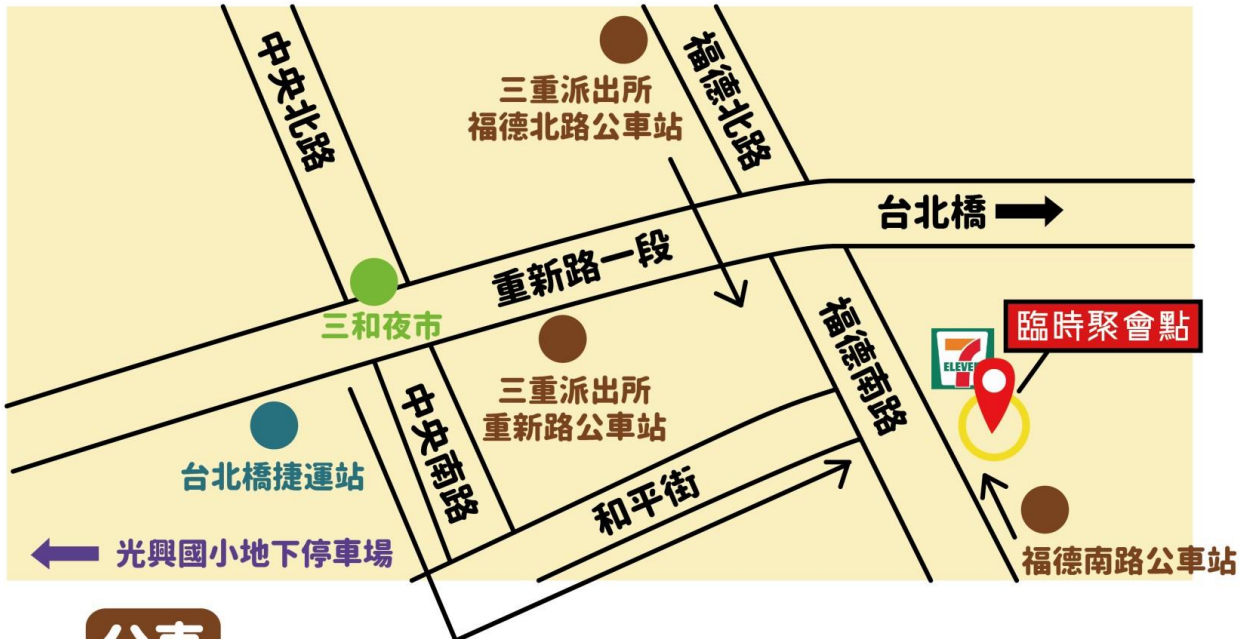 中央北路
三重派出所
福德北路公車站
福德北路
台北橋
重新路一段
三和夜市
臨時聚會點
7
ELEVE
福德南路
三重派出所
重新路公車站
中央南路
台北橋捷運站
和平街
光興國小地下停車場
福德南路公車站
公車